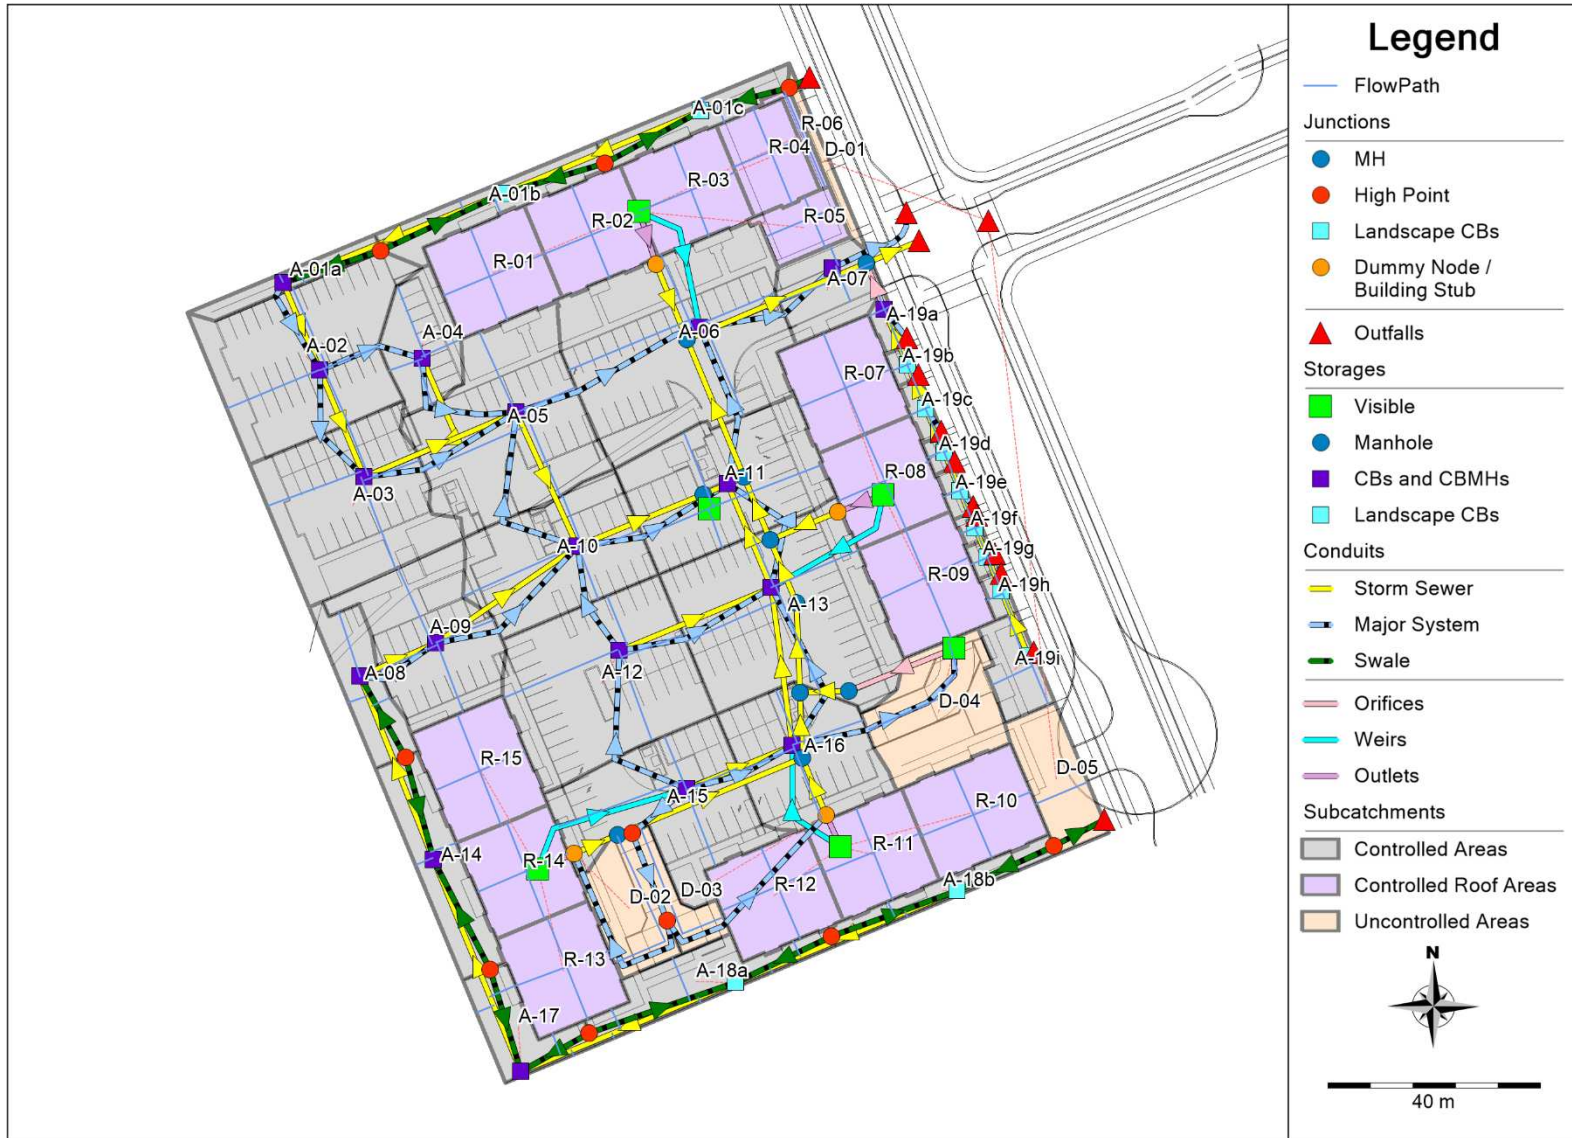 A-01c
R-06
R-04
D-01
R-03
A-01b
R-02
R-05
R-01
A-01a
A-07
A-19a
A-04
A-06
A-02
A-19b
R-07
A-19c
A-05
A-19d
A-11
R-08
A-03
A-19e
A-19f
A-10
A-19g
R-09
A-19h
A-13
A-09
A-19i
A-08
A-12
D-04
A-16
R-15
D-05
A-15
R-10
R-11
R-14
A-14
R-12
A-18b
D-02
D-03
R-13
A-18a
A-17
Legend
FlowPath
Junctions
MH
High Point
Landscape CBs
Dummy Node /
Building Stub
Outfalls
Storages
Visible
Manhole
CBs and CBMHs
Landscape CBs
Conduits
Storm Sewer
Major System
Swale
Orifices
Weirs
Outlets
Subcatchments
Controlled Areas
Controlled Roof Areas
Uncontrolled Areas
N
40 m